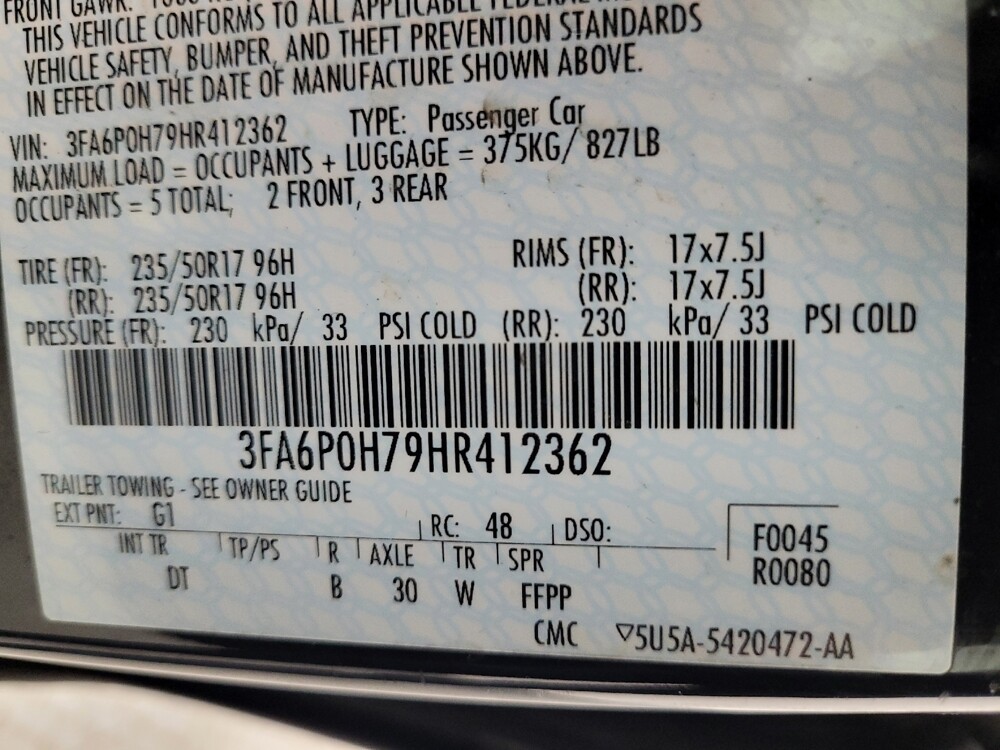 FRONT GAWR:
THIS VEHICLE CONFORMS TO ALL APPLICABLE FEDERAL
VEHICLE SAFETY, BUMPER, AND THEFT PREVENTION STANDARDS
IN EFFECT ON THE DATE OF MANUFACTURE SHOWN ABOVE.
VIN: 3FA6P0H79HR412362 TYPE: Passenger Car
MAXIMUM LOAD = OCCUPANTS + LUGGAGE = 375KG/ 827LB
OCCUPANTS = 5 TOTAL; 2 FRONT, 3 REAR
TIRE (FR): 235/50R17 96H RIMS (FR): 17x7.5J
(RR): 235/50R17 96H (RR): 17x7.5J
PRESSURE (FR): 230 kPa/ 33 PSI COLD (RR): 230 kPa/ 33 PSI COLD
3FA6P0H79HR412362
TRAILER TOWING - SEE OWNER GUIDE
EXT PNT: G1 RC: 48 DSO:
INT TR TP/PS R AXLE TR SPR
DT B 30 W FFPP
F0045
R0080
CMC ▽5U5A-5420472-AA